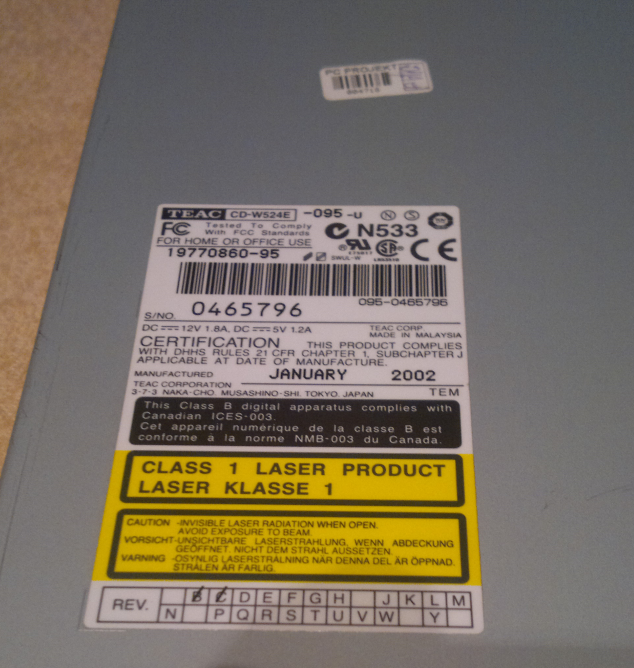 PC PROJEKT
TEAC CD-W524E -095 -U
FC Tested To Comply
With FCC Standards
FOR HOME OR OFFICE USE
N533
19770860-95
SWUL-W
095-0465796
S/NO. 0465796
DC 12V 1.8A, DC 5V 1.2A
TEAC CORP.
MADE IN MALAYSIA
CERTIFICATION THIS PRODUCT COMPLIES
WITH DHHS RULES 21 CFR CHAPTER 1, SUBCHAPTER J
APPLICABLE AT DATE OF MANUFACTURE.
MANUFACTURED JANUARY 2002
TEAC CORPORATION
3-7-3 NAKA-CHO, MUSASHINO-SHI, TOKYO, JAPAN TEM
This Class B digital apparatus complies with
Canadian ICES-003.
Cet appareil numérique de la classe B est
conforme à la norme NMB-003 du Canada.
CLASS 1 LASER PRODUCT
LASER KLASSE 1
CAUTION -INVISIBLE LASER RADIATION WHEN OPEN.
AVOID EXPOSURE TO BEAM.
VORSICHT-UNSICHTBARE LASERSTRAHLUNG, WENN ABDECKUNG
GEÖFFNET. NICHT DEM STRAHL AUSSETZEN.
VARNING -OSYNLIG LASERSTRÅLNING NÄR DENNA DEL ÄR ÖPPNAD.
STRÅLEN ÄR FARLIG.
REV. B C D E F G H J K L M
N P Q R S T U V W Y